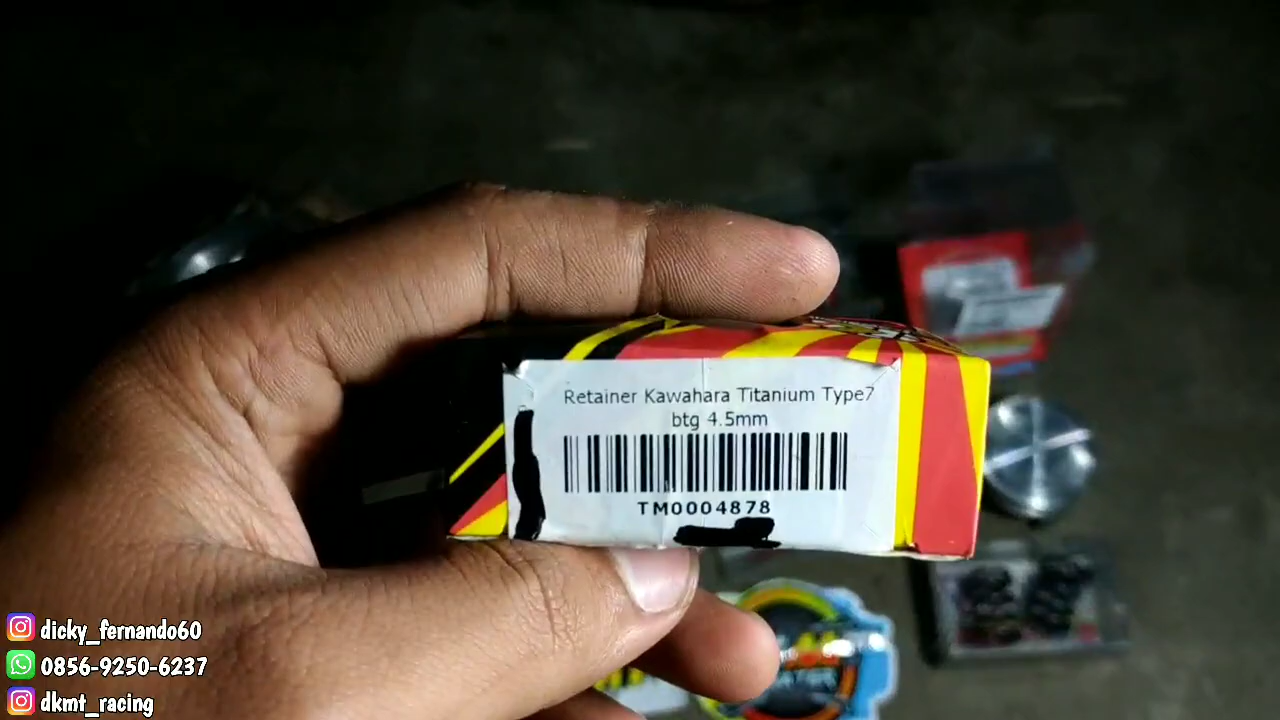 Retainer Kawahara Titanium Type7
btg 4.5mm
TM0004878
dicky_fernando60
0856-9250-6237
dkmt_racing